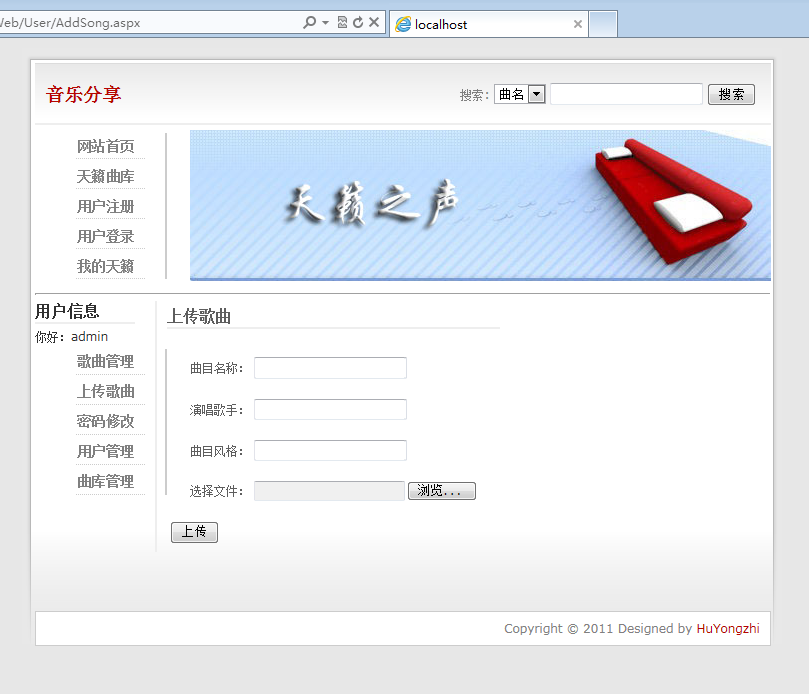 /eb/User/AddSong.aspx
localhost
音乐分享
搜索: 曲名 搜索
网站首页
天籁曲库
用户注册
用户登录
我的天籁
天籁之声
用户信息
你好: admin
歌曲管理
上传歌曲
密码修改
用户管理
曲库管理
上传歌曲
曲目名称:
演唱歌手:
曲目风格:
选择文件: 浏览...
上传
Copyright © 2011 Designed by HuYongzhi